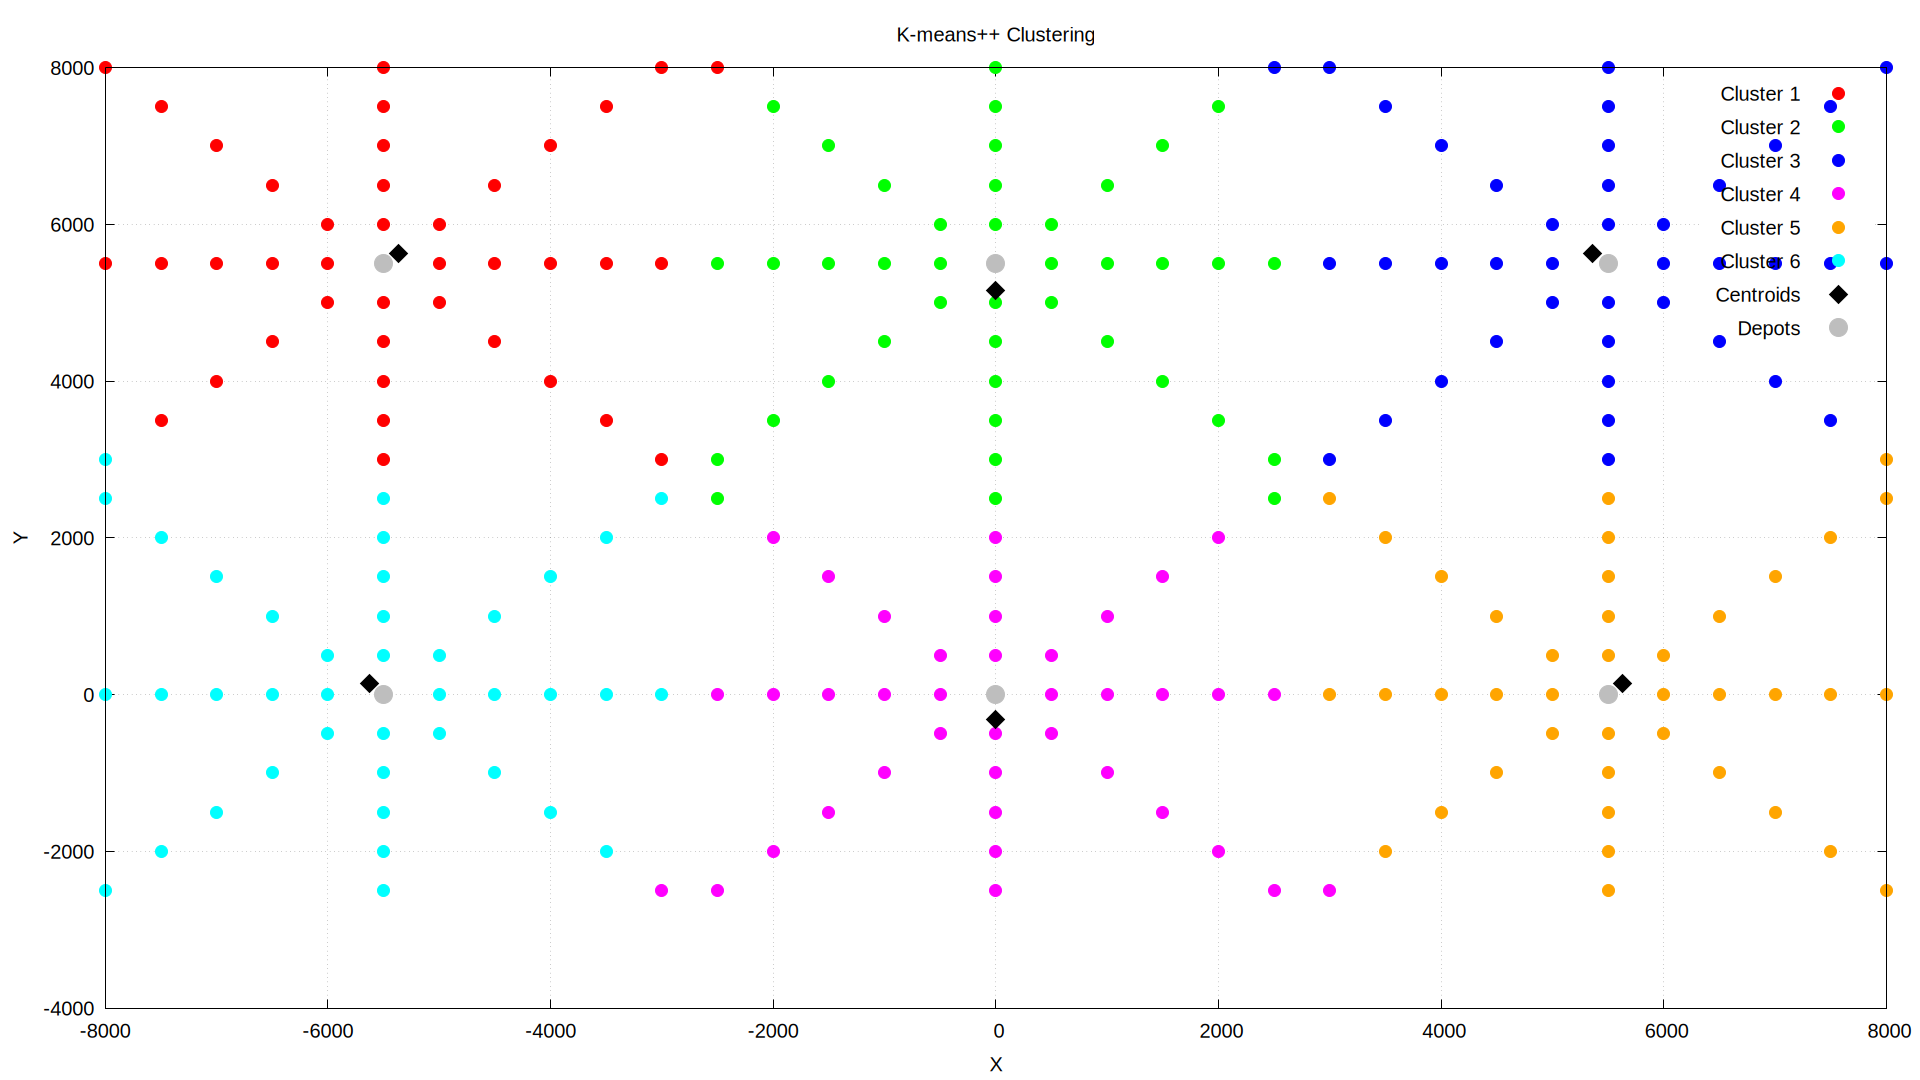 K-means++ Clustering
8000
6000
4000
2000
0
-2000
-4000
Y
Cluster 1
Cluster 2
Cluster 3
Cluster 4
Cluster 5
Cluster 6
Centroids
Depots
-8000 -6000 -4000 -2000 0 2000 4000 6000 8000
X